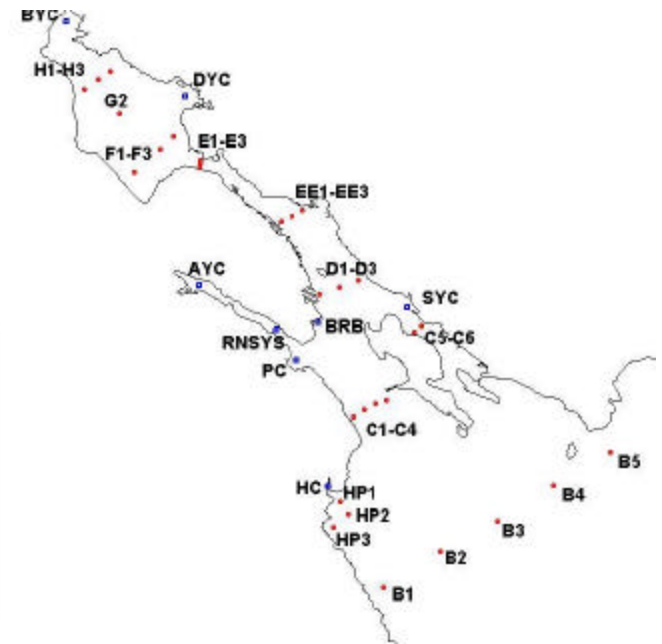 BYC
H1-H3
DYC
G2
E1-E3
F1-F3
EE1-EE3
AYC
D1-D3
SYC
BRB
C5-C6
RNSYS
PC
C1-C4
B5
HC
B4
HP1
HP2
B3
HP3
B2
B1